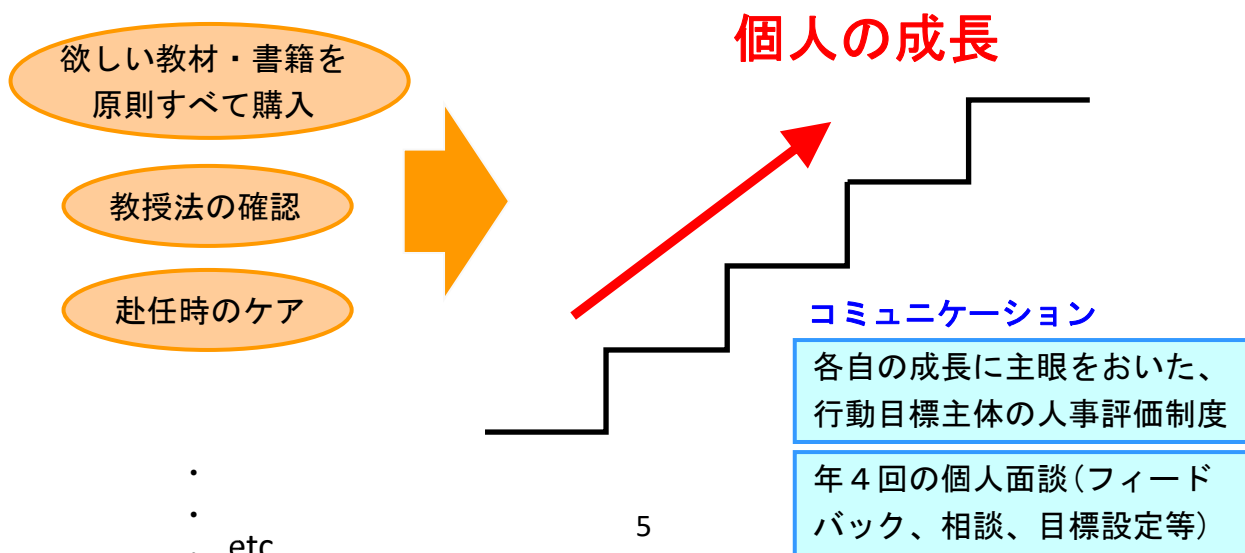 個人の成長
欲しい教材・書籍を
原則すべて購入
教授法の確認
赴任時のケア
・
・
・ etc
コミュニケーション
各自の成長に主眼をおいた、
行動目標主体の人事評価制度
年４回の個人面談(フィード
バック、相談、目標設定等)
5